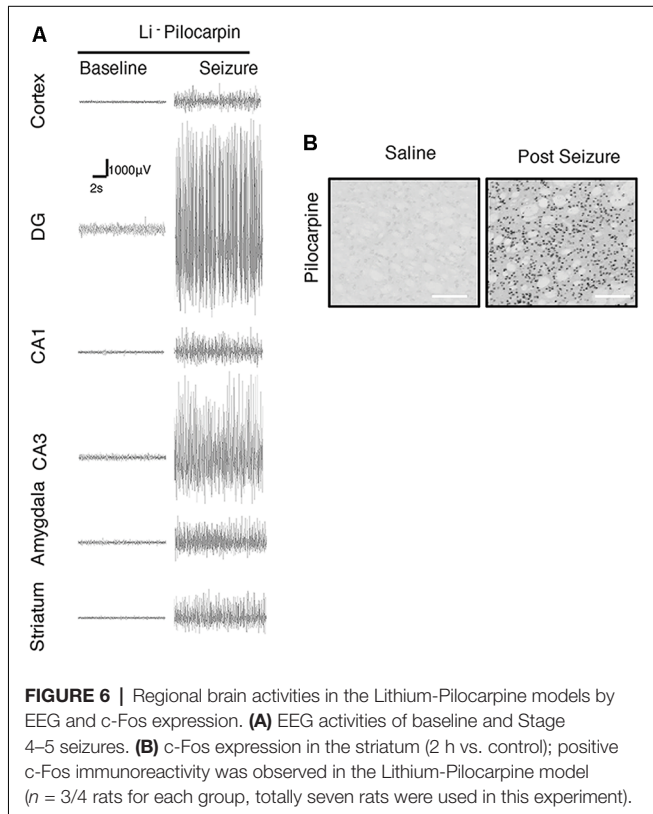 A
Li - Pilocarpin
Baseline Seizure
Cortex
1000µV
2s
DG
CA1
CA3
Amygdala
Striatum
B
Saline Post Seizure
Pilocarpine
FIGURE 6 | Regional brain activities in the Lithium-Pilocarpine models by
EEG and c-Fos expression. (A) EEG activities of baseline and Stage
4–5 seizures. (B) c-Fos expression in the striatum (2 h vs. control); positive
c-Fos immunoreactivity was observed in the Lithium-Pilocarpine model
(n = 3/4 rats for each group, totally seven rats were used in this experiment).